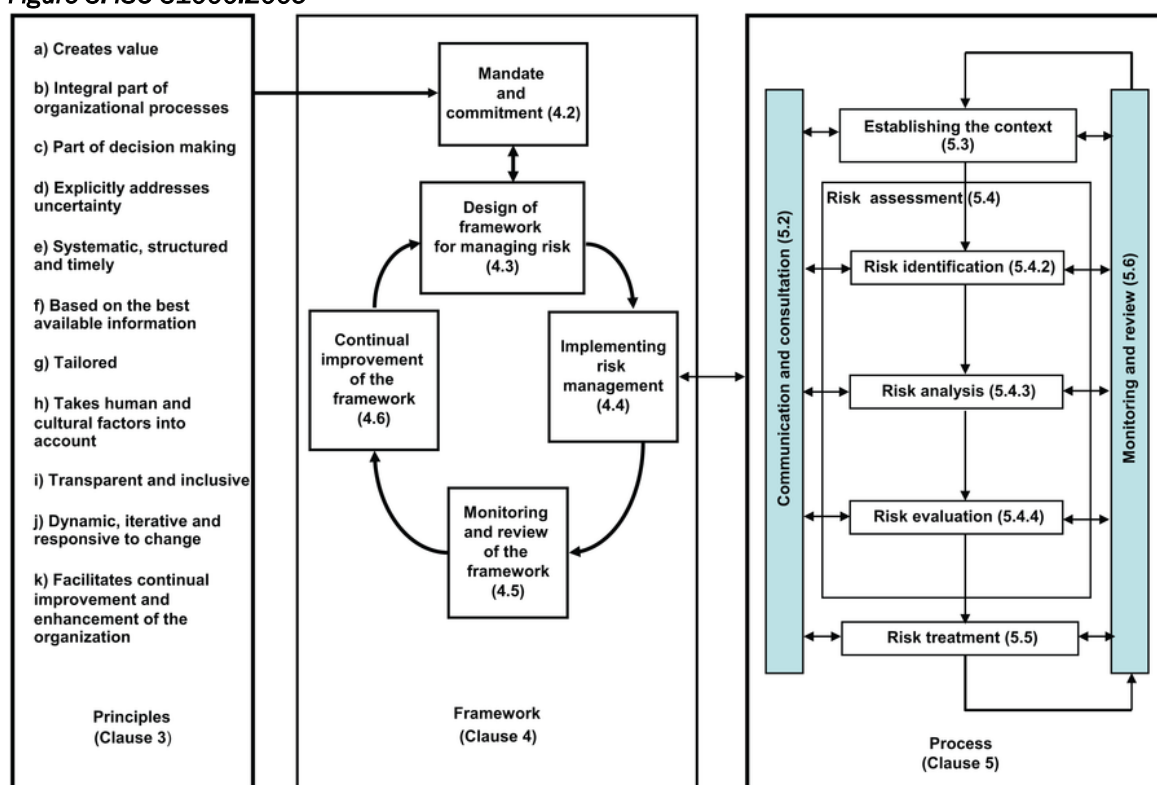 Figure 3: ISO 31000:2009
a) Creates value
b) Integral part of
organizational processes
c) Part of decision making
d) Explicitly addresses
uncertainty
e) Systematic, structured
and timely
f) Based on the best
available information
g) Tailored
h) Takes human and
cultural factors into
account
i) Transparent and inclusive
j) Dynamic, iterative and
responsive to change
k) Facilitates continual
improvement and
enhancement of the
organization
Principles
(Clause 3)
Mandate
and
commitment (4.2)
Design of
framework
for managing risk
(4.3)
Implementing
risk
management
(4.4)
Continual
improvement
of the
framework
(4.6)
Monitoring
and review
of the
framework
(4.5)
Framework
(Clause 4)
Communication and consultation (5.2)
Establishing the context
(5.3)
Risk assessment (5.4)
Risk identification (5.4.2)
Risk analysis (5.4.3)
Risk evaluation (5.4.4)
Risk treatment (5.5)
Monitoring and review (5.6)
Process
(Clause 5)